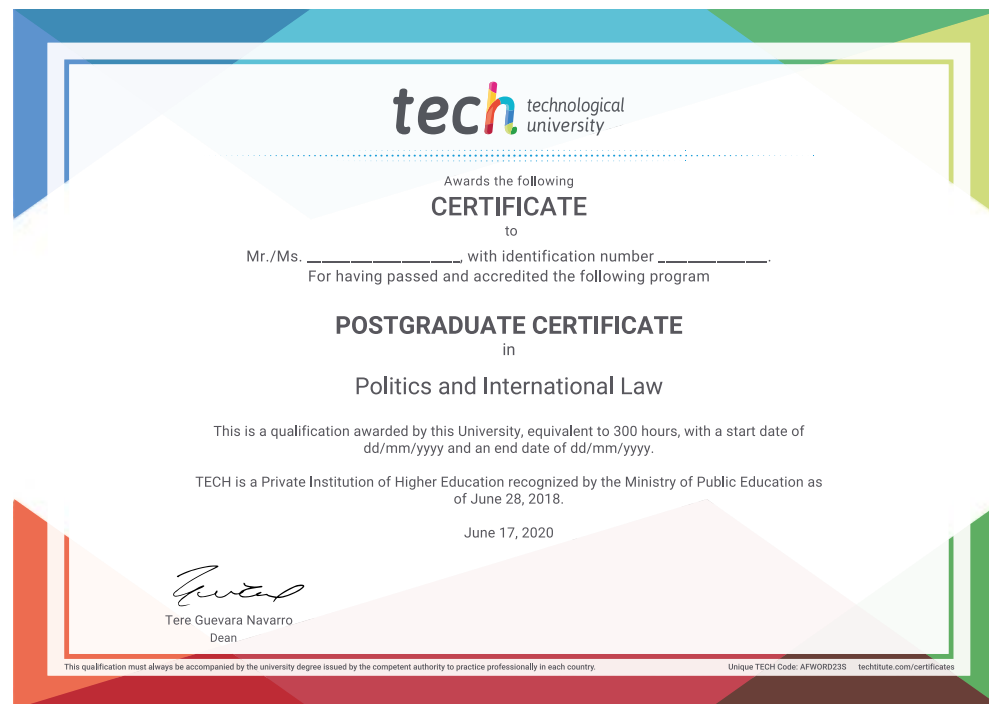 tech technological
university
Awards the following
CERTIFICATE
to
Mr./Ms. ____________________, with identification number ______________.
For having passed and accredited the following program
POSTGRADUATE CERTIFICATE
in
Politics and International Law
This is a qualification awarded by this University, equivalent to 300 hours, with a start date of
dd/mm/yyyy and an end date of dd/mm/yyyy.
TECH is a Private Institution of Higher Education recognized by the Ministry of Public Education as
of June 28, 2018.
June 17, 2020
Tere Guevara Navarro
Dean
This qualification must always be accompanied by the university degree issued by the competent authority to practice professionally in each country.
Unique TECH Code: AFWORD23S techtitute.com/certificates